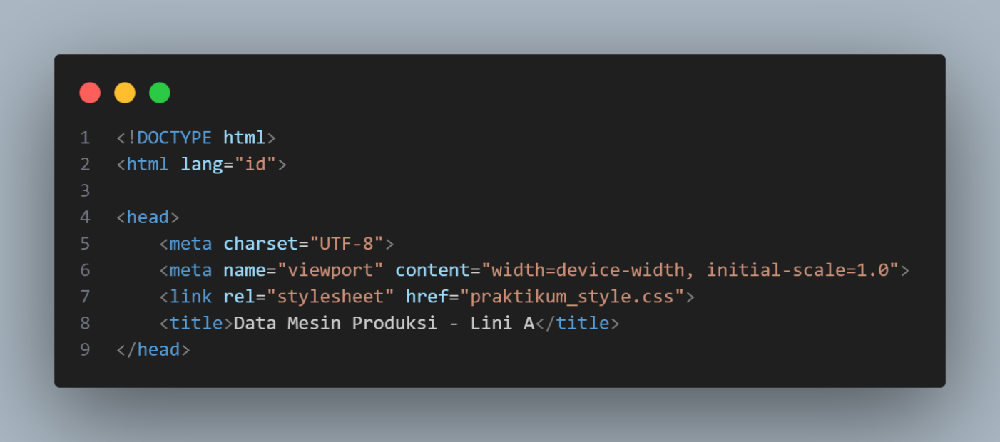 1 <!DOCTYPE html>
2 <html lang="id">
3
4 <head>
5     <meta charset="UTF-8">
6     <meta name="viewport" content="width=device-width, initial-scale=1.0">
7     <link rel="stylesheet" href="praktikum_style.css">
8     <title>Data Mesin Produksi - Lini A</title>
9 </head>